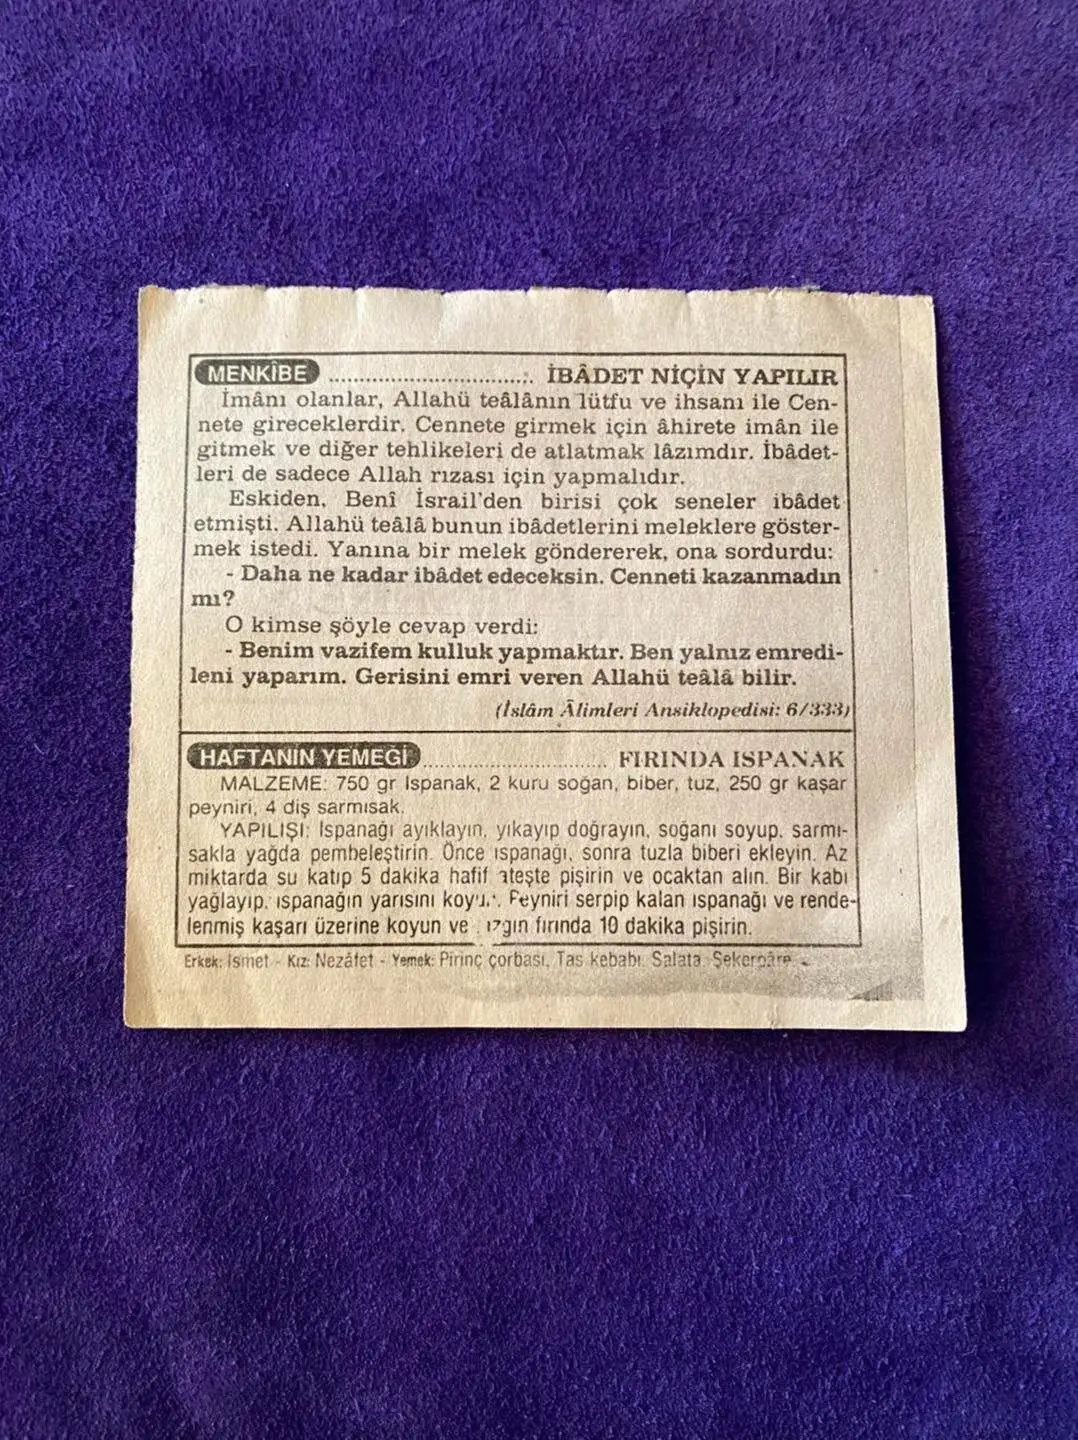 MENKÎBE ................................ İBÂDET NİÇİN YAPILIR
İmânı olanlar, Allahü teâlânın lütfu ve ihsanı ile Cen-
nete gireceklerdir. Cennete girmek için âhirete imân ile
gitmek ve diğer tehlikeleri de atlatmak lâzımdır. İbâdet-
leri de sadece Allah rızası için yapmalıdır.
Eskiden, Benî İsrail'den birisi çok seneler ibâdet
etmişti. Allahü teâlâ bunun ibâdetlerini meleklere göster-
mek istedi. Yanına bir melek göndererek, ona sordurdu:
- Daha ne kadar ibâdet edeceksin. Cenneti kazanmadın
mı?
O kimse şöyle cevap verdi:
- Benim vazifem kulluk yapmaktır. Ben yalnız emredi-
leni yaparım. Gerisini emri veren Allahü teâlâ bilir.
(İslâm Âlimleri Ansiklopedisi: 6/333)
HAFTANIN YEMEĞİ ............................ FIRINDA ISPANAK
MALZEME: 750 gr Ispanak, 2 kuru soğan, biber, tuz, 250 gr kaşar
peyniri, 4 diş sarmısak.
YAPILIŞI: Ispanağı ayıklayın, yıkayıp doğrayın, soğanı soyup, sarmı-
sakla yağda pembeleştirin. Önce ıspanağı, sonra tuzla biberi ekleyin. Az
miktarda su katıp 5 dakika hafif ateşte pişirin ve ocaktan alın. Bir kabı
yağlayıp, ıspanağın yarısını Peyniri serpip kalan ıspanağı ve rende-
lenmiş kaşarı üzerine koyun ve fırında 10 dakika pişirin.
Erkek: İsmet - Kız: Nezâfet - Yemek: Pirinç çorbası, Tas kebabı, Salata, Şekerpâre